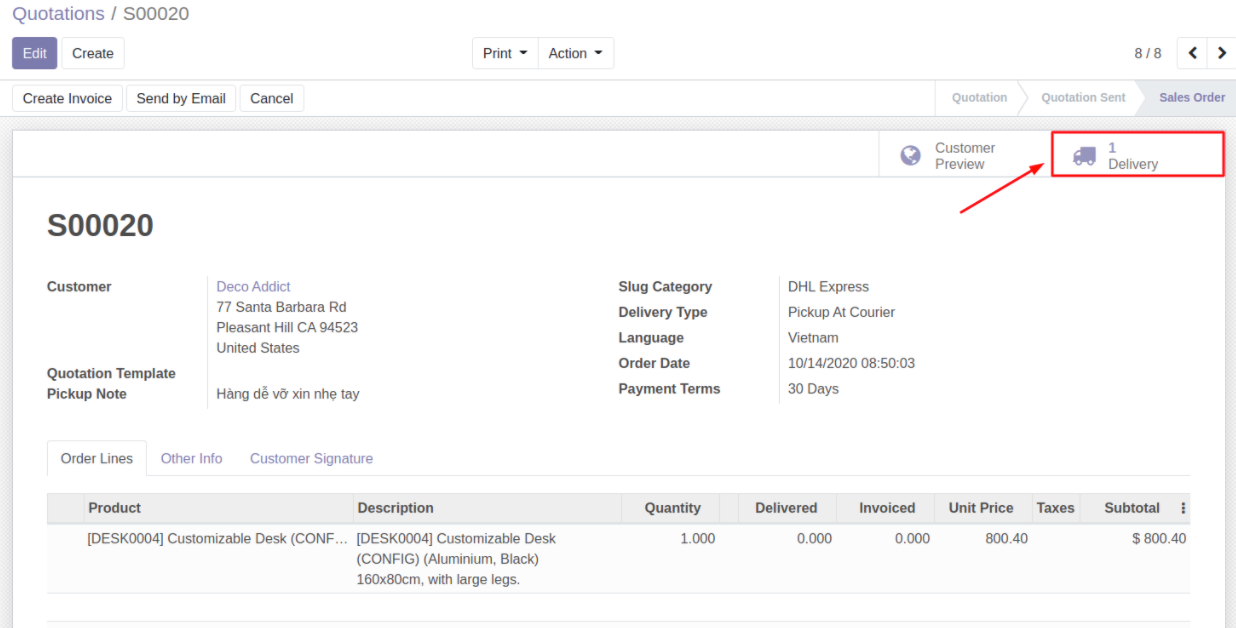 Quotations / S00020
Edit Create Print Action 8 / 8
Create Invoice Send by Email Cancel Quotation Quotation Sent Sales Order
Customer Preview
1 Delivery
S00020
Customer Deco Addict
77 Santa Barbara Rd
Pleasant Hill CA 94523
United States
Quotation Template
Pickup Note Hàng dễ vỡ xin nhẹ tay
Slug Category DHL Express
Delivery Type Pickup At Courier
Language Vietnam
Order Date 10/14/2020 08:50:03
Payment Terms 30 Days
Order Lines Other Info Customer Signature
Product Description Quantity Delivered Invoiced Unit Price Taxes Subtotal
[DESK0004] Customizable Desk (CONF... [DESK0004] Customizable Desk 1.000 0.000 0.000 800.40 $ 800.40
(CONFIG) (Aluminium, Black)
160x80cm, with large legs.